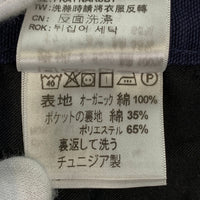 TW:洗滌時請將衣服反轉
CN:反面洗滌
ROK:뒤집어 세탁
40
表地 オーガニック 綿 100%
ポケットの裏地 綿 35%
ポリエステル 65%
裏返して洗う
チュニジア製